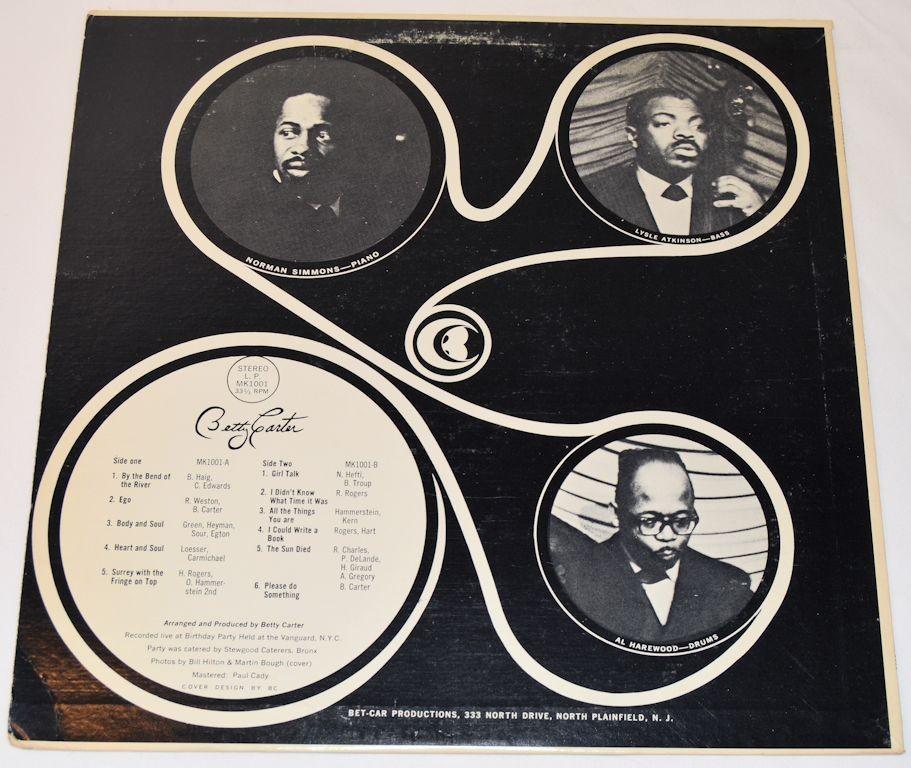 NORMAN SIMMONS—PIANO
LYSLE ATKINSON—BASS
STEREO
L. P.
MK1001
33⅓ RPM
Betty Carter
Side one MK1001-A
1. By the Bend of the River B. Haig, C. Edwards
2. Ego R. Weston, B. Carter
3. Body and Soul Green, Heyman, Sour, Egton
4. Heart and Soul Loesser, Carmichael
5. Surrey with the Fringe on Top H. Rogers, O. Hammer-stein 2nd
Side Two MK1001-B
1. Girl Talk N. Hefti, B. Troup
2. I Didn't Know What Time it Was R. Rogers
3. All the Things You are Hammerstein, Kern
4. I Could Write a Book Rogers, Hart
5. The Sun Died R. Charles, P. DeLande, H. Giraud A. Gregory
6. Please do Something B. Carter
Arranged and Produced by Betty Carter
Recorded live at Birthday Party Held at the Vanguard, N.Y.C.
Party was catered by Stewgood Caterers, Bronx
Photos by Bill Hilton & Martin Bough (cover)
Mastered: Paul Cady
COVER DESIGN BY BC
AL HAREWOOD—DRUMS
BET-CAR PRODUCTIONS, 333 NORTH DRIVE, NORTH PLAINFIELD, N. J.